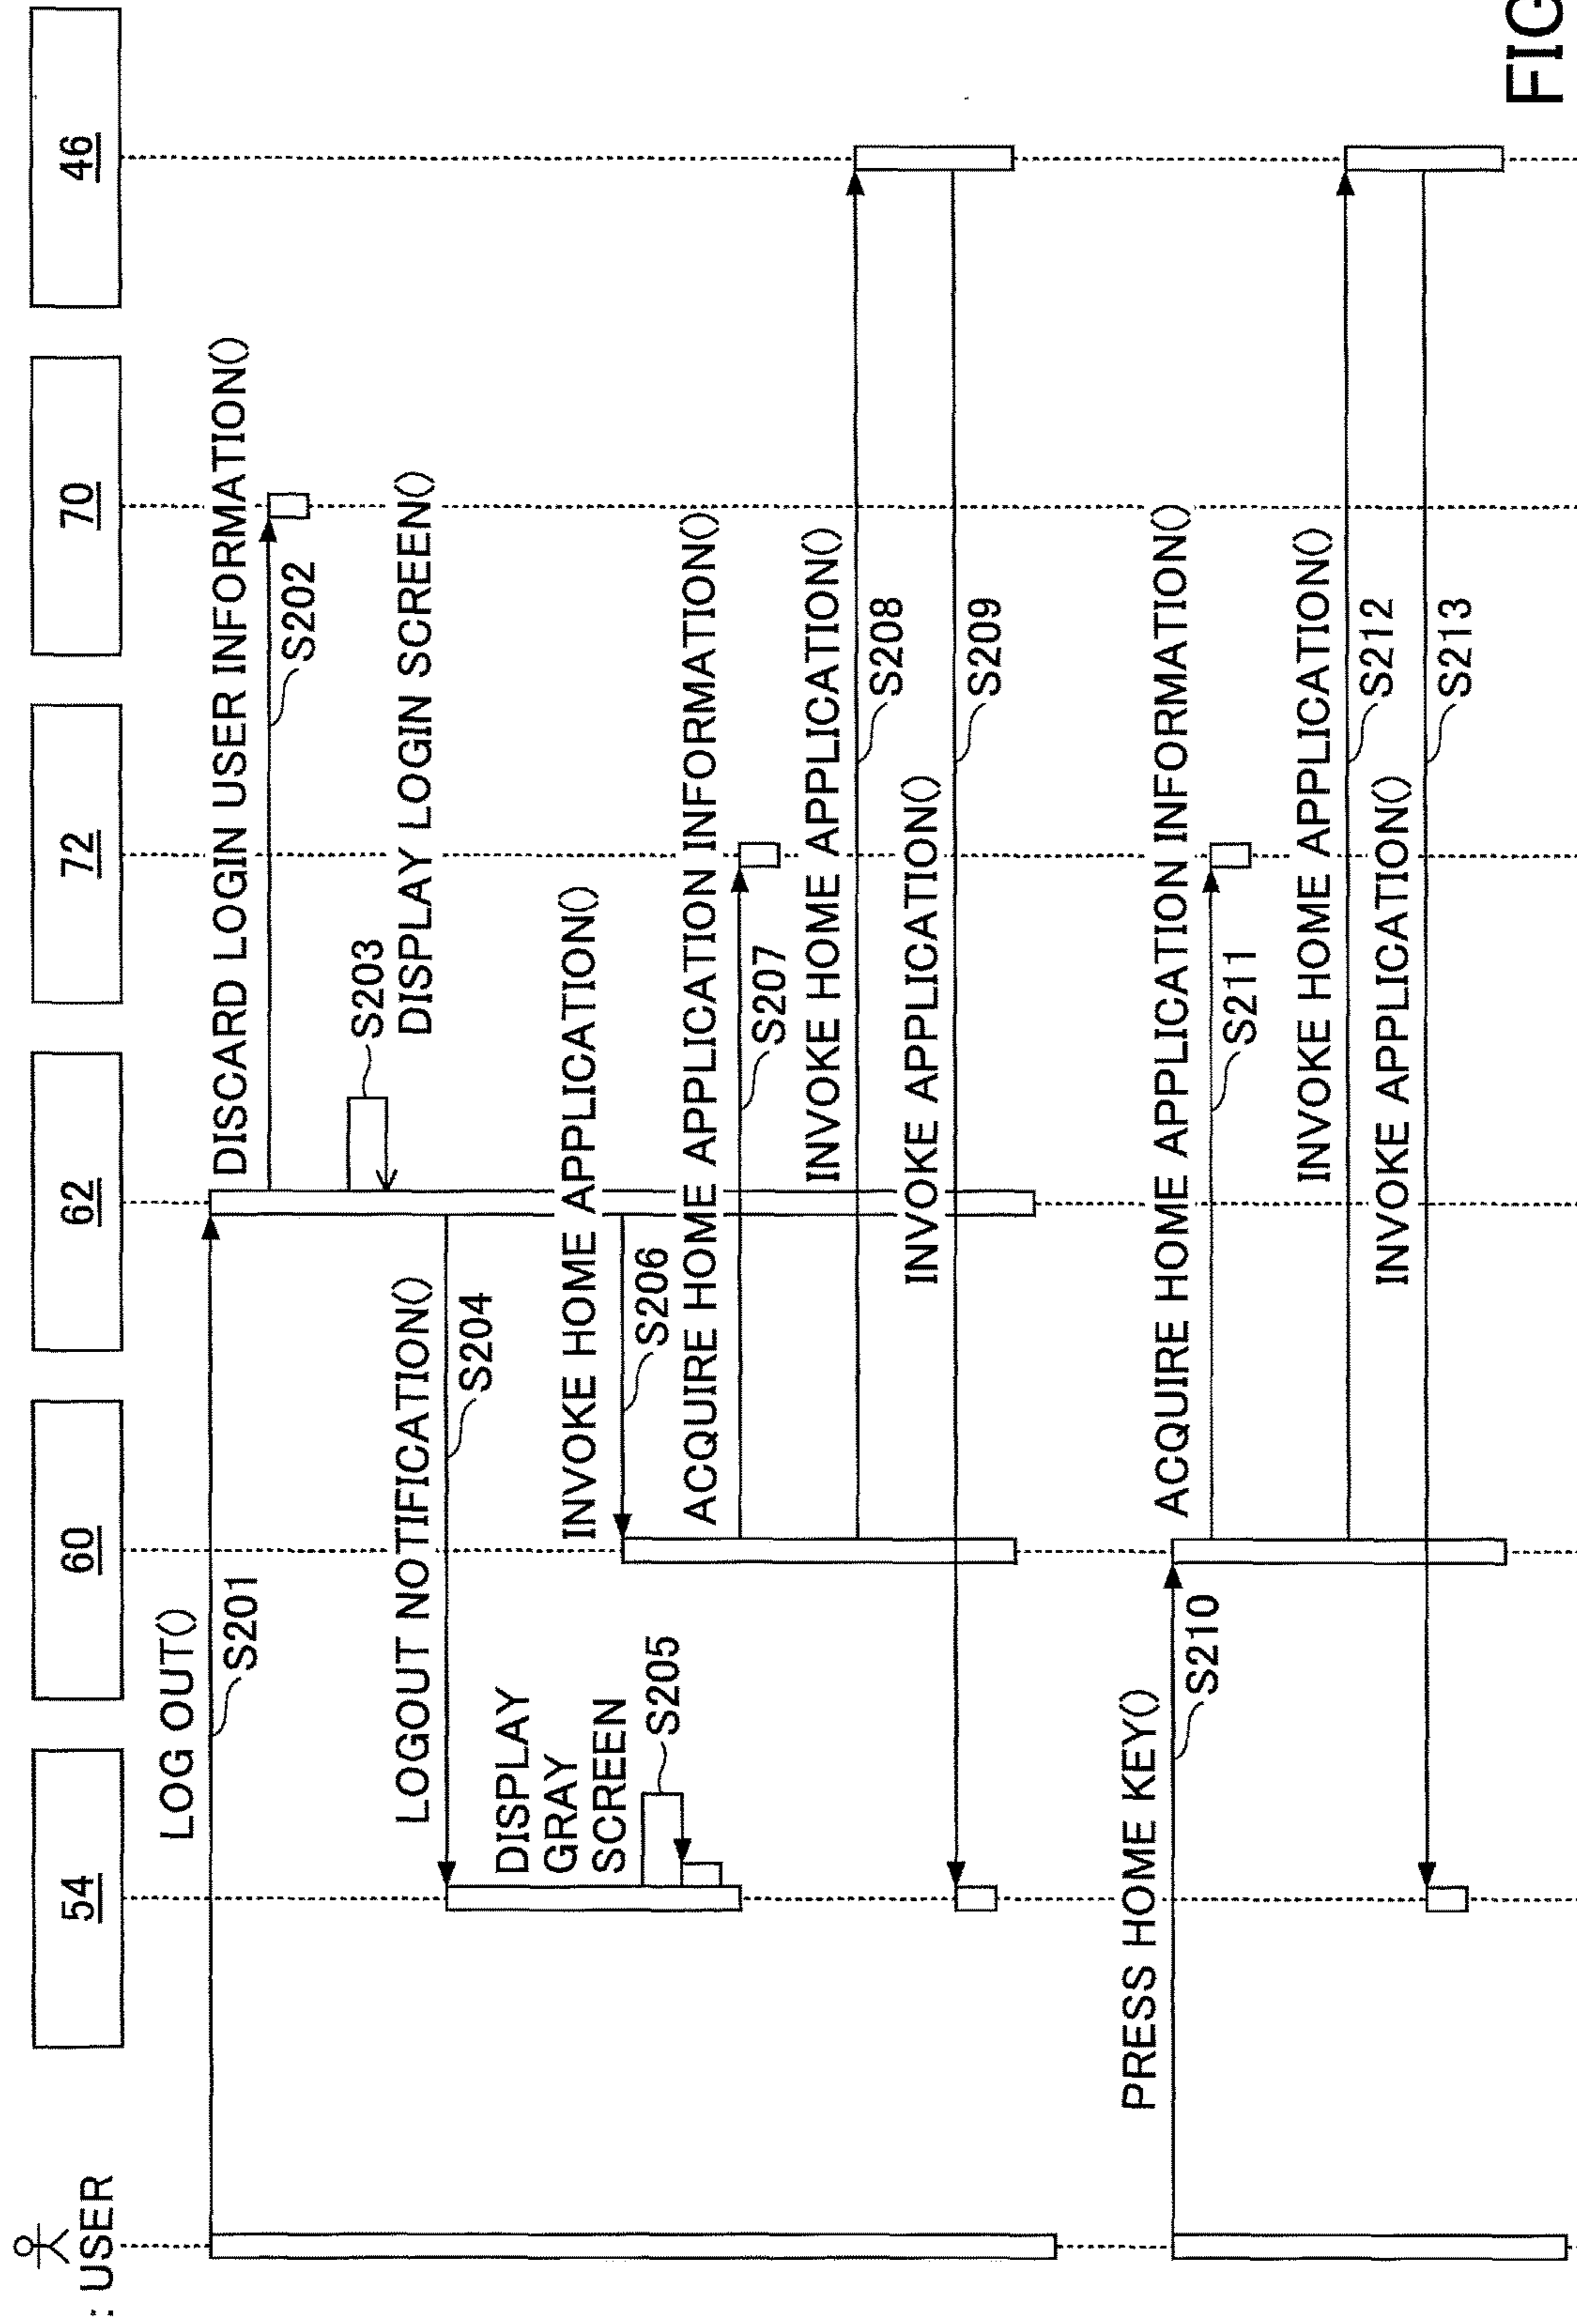 : USER
54
60
62
72
70
46
LOG OUT()
S201
DISCARD LOGIN USER INFORMATION()
S202
S203
DISPLAY LOGIN SCREEN()
LOGOUT NOTIFICATION()
S204
DISPLAY
GRAY
SCREEN
S205
INVOKE HOME APPLICATION()
S206
ACQUIRE HOME APPLICATION INFORMATION()
S207
INVOKE HOME APPLICATION()
S208
INVOKE APPLICATION()
S209
PRESS HOME KEY()
S210
ACQUIRE HOME APPLICATION INFORMATION()
S211
INVOKE HOME APPLICATION()
S212
INVOKE APPLICATION()
S213
FIG